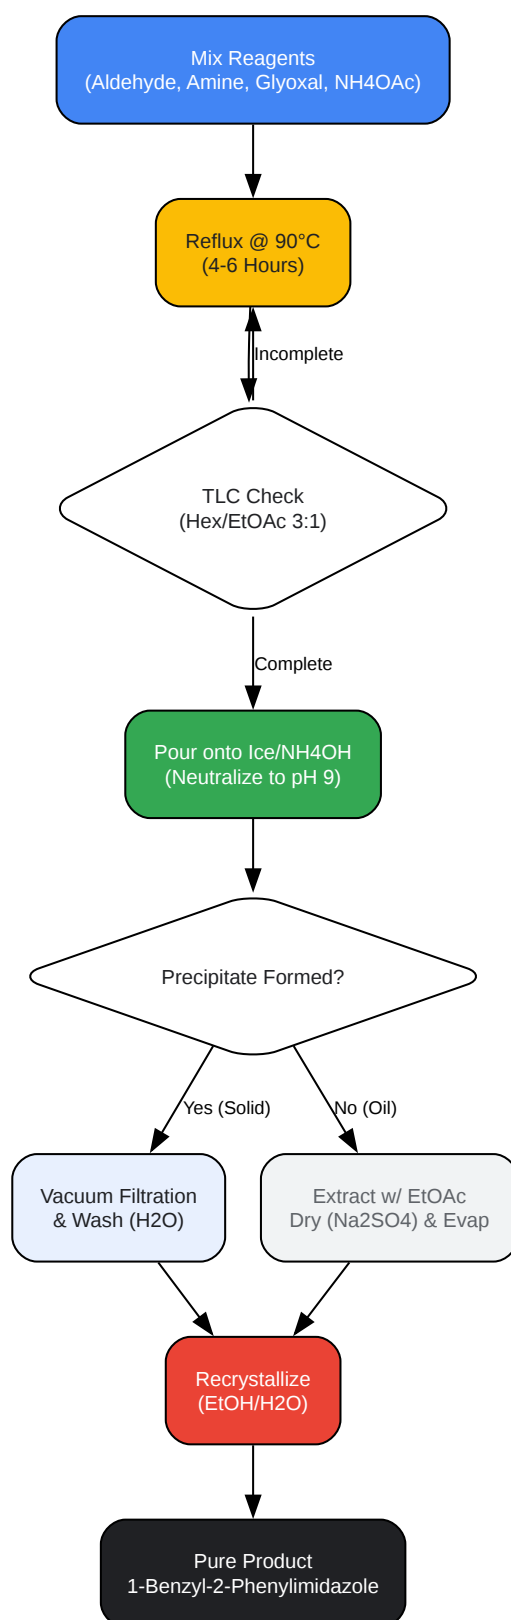 Mix Reagents
(Aldehyde, Amine, Glyoxal, NH4OAc)
Reflux @ 90°C
(4-6 Hours)
Incomplete
TLC Check
(Hex/EtOAc 3:1)
Complete
Pour onto Ice/NH4OH
(Neutralize to pH 9)
Precipitate Formed?
Yes (Solid)
No (Oil)
Vacuum Filtration
& Wash (H2O)
Extract w/ EtOAc
Dry (Na2SO4) & Evap
Recrystallize
(EtOH/H2O)
Pure Product
1-Benzyl-2-Phenylimidazole